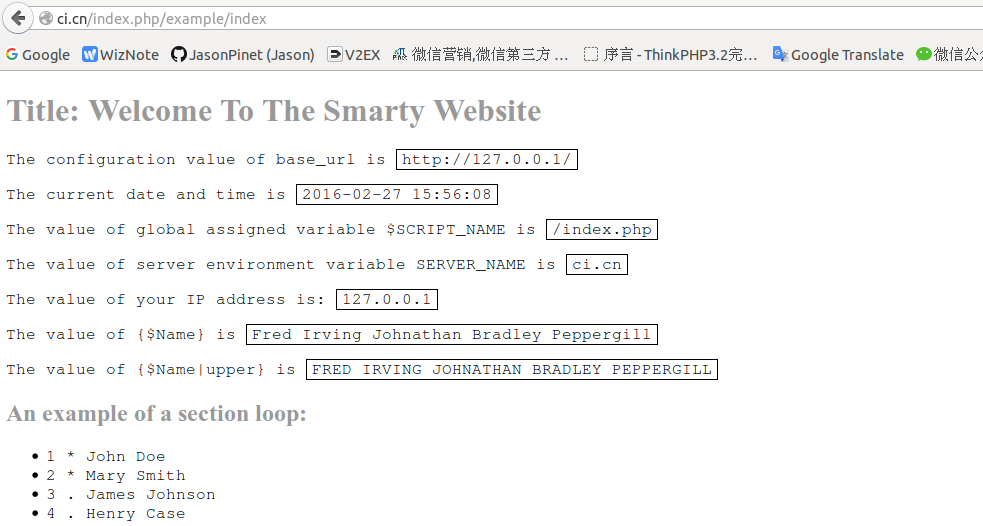 ci.cn/index.php/example/index
Google WizNote JasonPinet (Jason) V2EX 微信营销,微信第三方 ... 序言 - ThinkPHP3.2完... Google Translate 微信公
Title: Welcome To The Smarty Website
The configuration value of base_url is http://127.0.0.1/
The current date and time is 2016-02-27 15:56:08
The value of global assigned variable $SCRIPT_NAME is /index.php
The value of server environment variable SERVER_NAME is ci.cn
The value of your IP address is: 127.0.0.1
The value of {$Name} is Fred Irving Johnathan Bradley Peppergill
The value of {$Name|upper} is FRED IRVING JOHNATHAN BRADLEY PEPPERGILL
An example of a section loop:
1 * John Doe
2 * Mary Smith
3 . James Johnson
4 . Henry Case